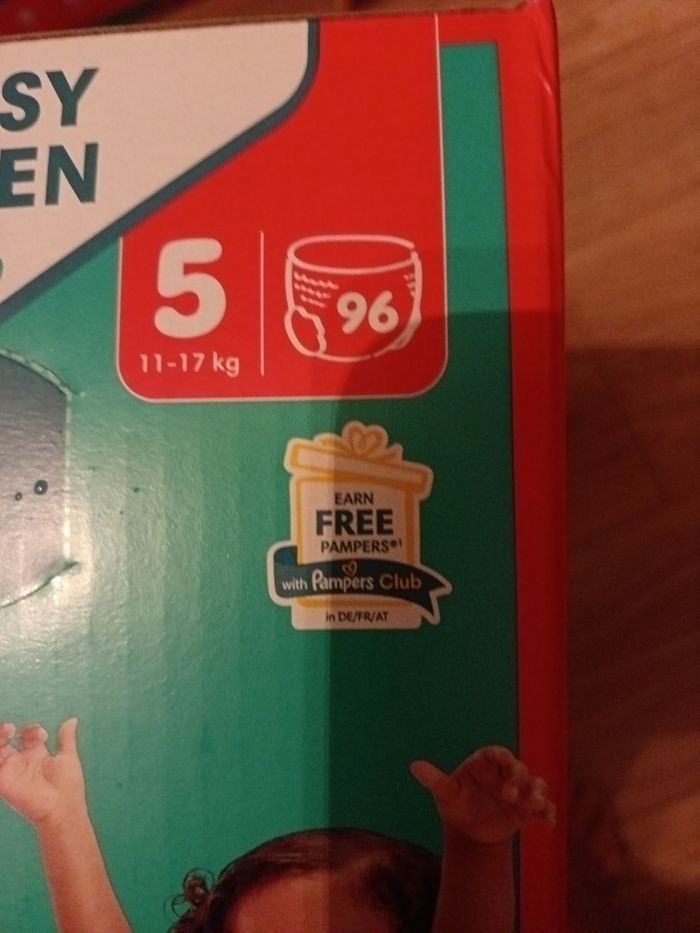 SY
EN
5
11-17 kg
96
EARN
FREE
PAMPERS®¹
with Pampers Club
in DE/FR/AT